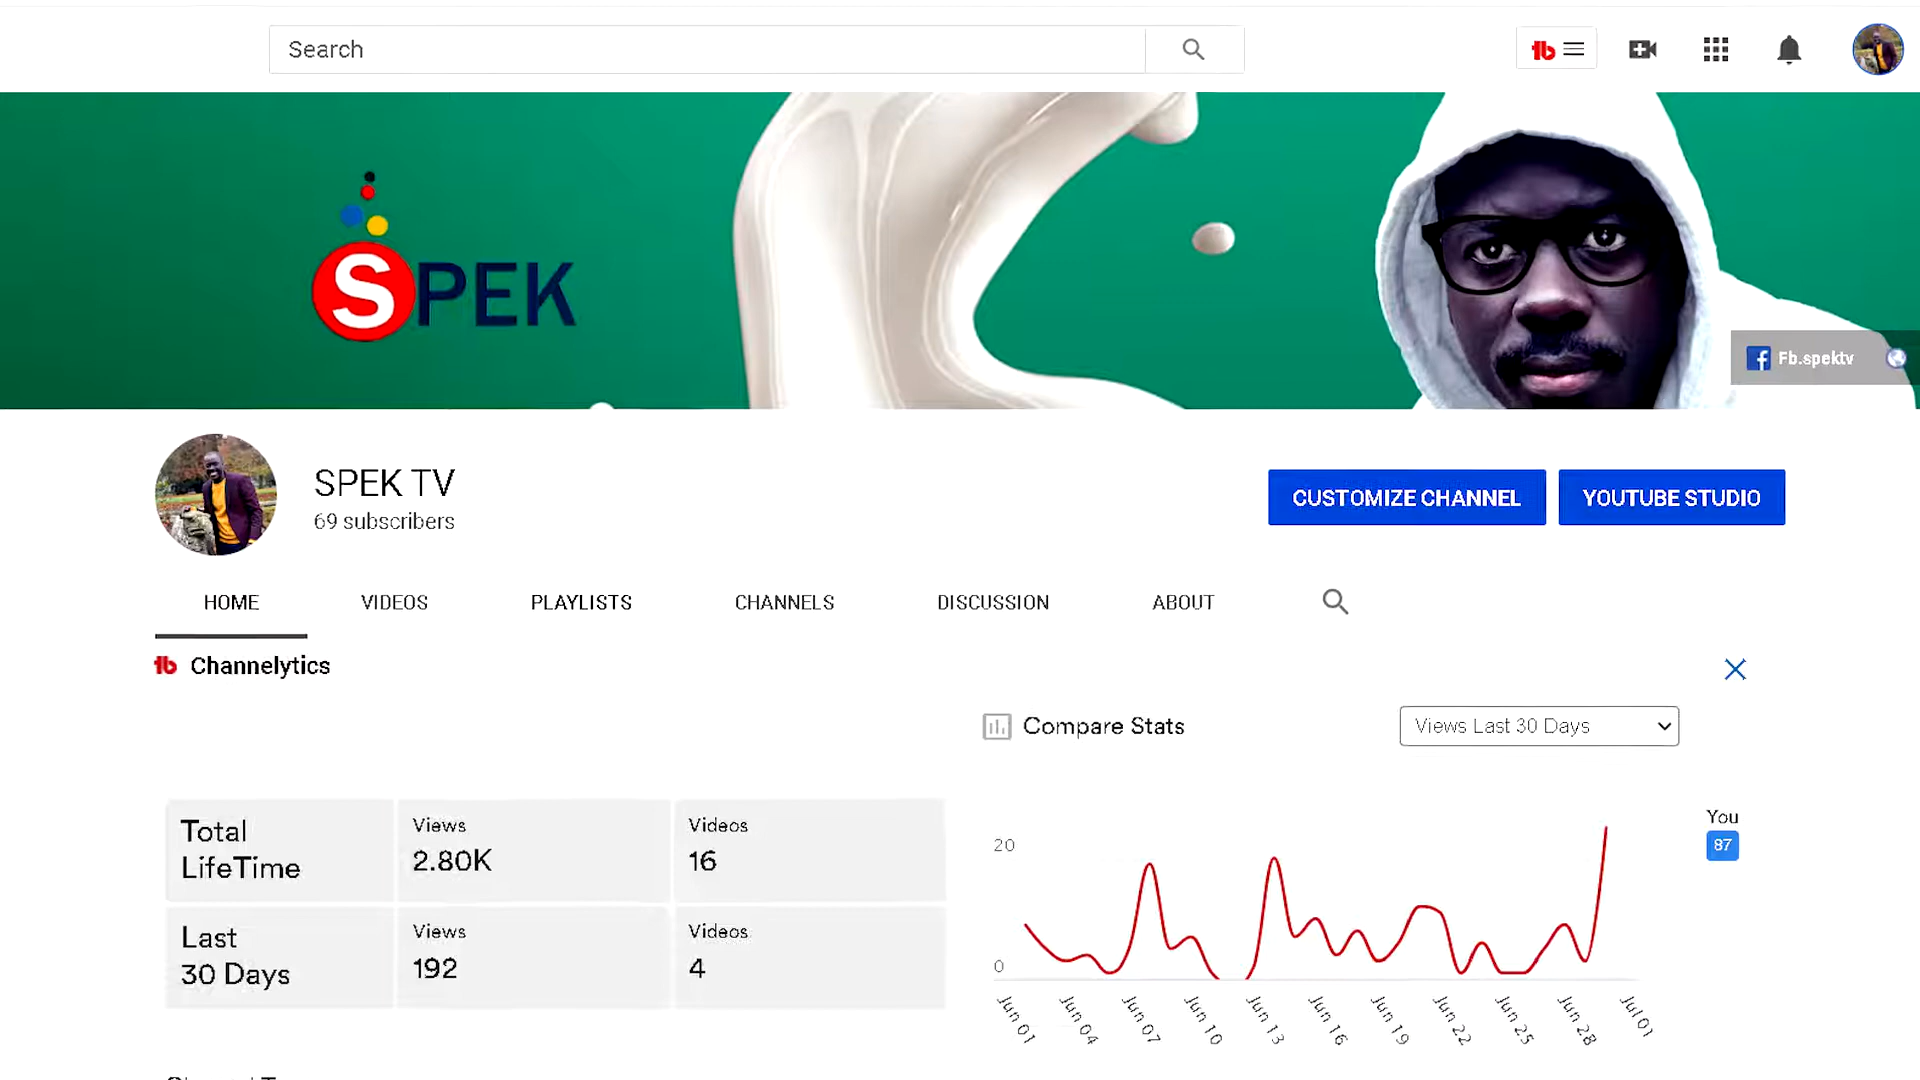 Search
SPEK
Fb.spektv
SPEK TV
69 subscribers
CUSTOMIZE CHANNEL
YOUTUBE STUDIO
HOME
VIDEOS
PLAYLISTS
CHANNELS
DISCUSSION
ABOUT
Channelytics
Compare Stats
Views Last 30 Days
Total
LifeTime
Views
2.80K
Videos
16
Last
30 Days
Views
192
Videos
4
20
0
You
87
Jun 01
Jun 04
Jun 07
Jun 10
Jun 13
Jun 16
Jun 19
Jun 22
Jun 25
Jun 28
Jul 01